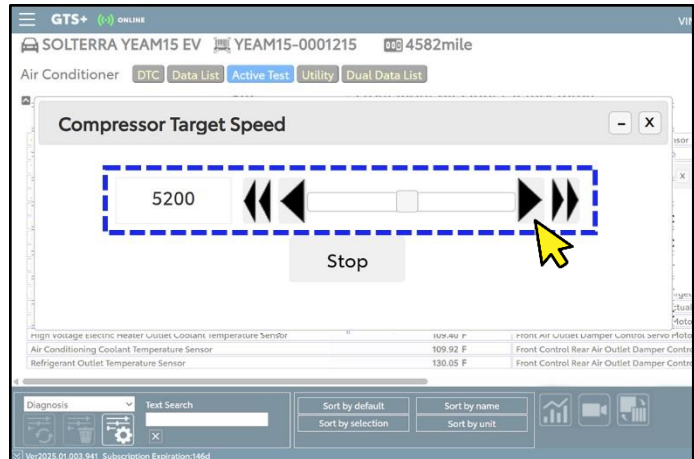 GTS+ ONLINE
VIN
SOLTERRA YEAM15 EV YEAM15-0001215 4582mile
Air Conditioner DTC Data List Active Test Utility Dual Data List
Compressor Target Speed
- X
5200
Stop
High Voltage Electric Heater Outlet Coolant Temperature Sensor 109.40 F Front Air Outlet Damper Control Servo Moto
Air Conditioning Coolant Temperature Sensor 109.92 F Front Control Rear Air Outlet Damper Contro
Refrigerant Outlet Temperature Sensor 130.05 F Front Control Rear Air Outlet Damper Contro
Diagnosis Text Search Sort by default Sort by name
Sort by selection Sort by unit
Ver2025.01.003.941 Subscription Expiration:146d